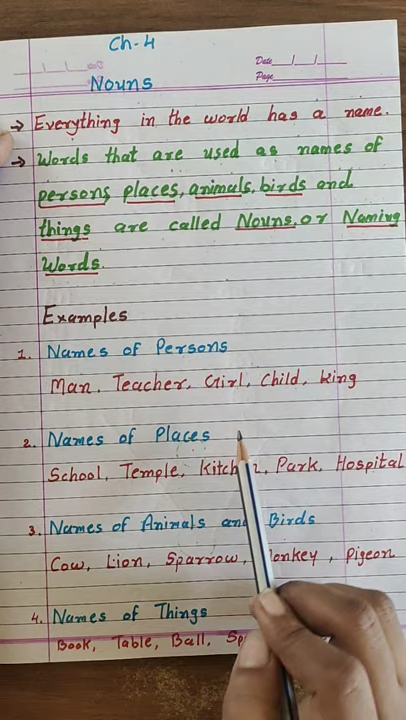 Ch-4
Date
Nouns
Page
→ Everything in the world has a name.
→ Words that are used as names of
persons places, animals, birds and
things are called Nouns or Naming
Words.
Examples
1. Names of Persons
Man, Teacher, Girl, Child, king
2. Names of Places
School, Temple, Park, Hospital
3. Names of Animals Birds
Cow, Lion, Sparrow, Pigeon
4. Names of Things
Book, Table, Ball,